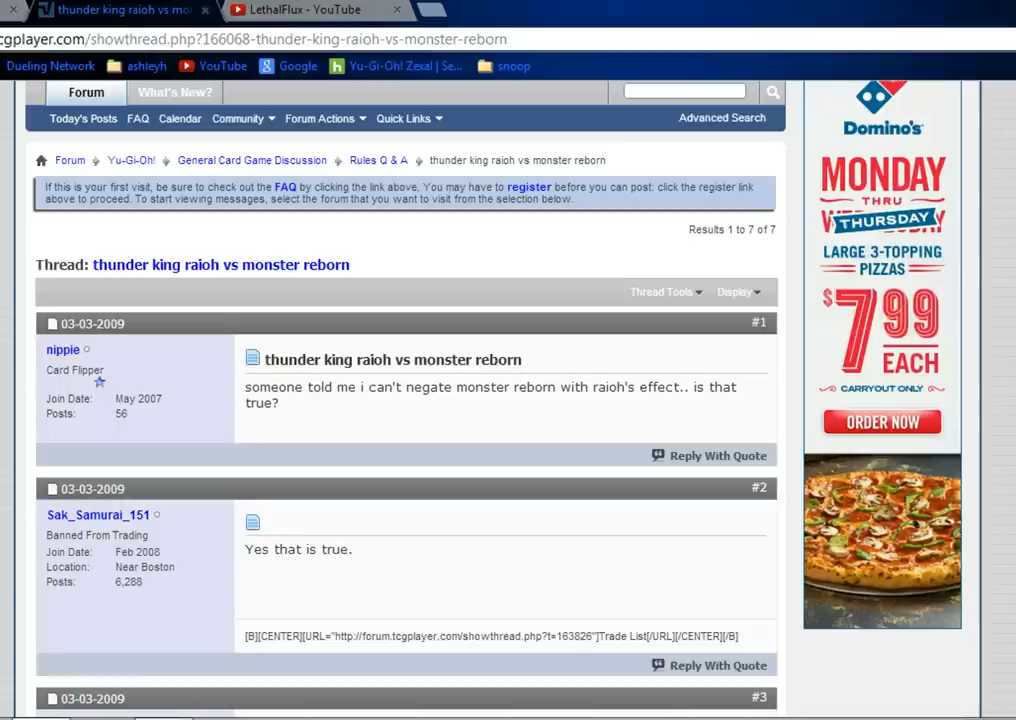 thunder king raioh vs mo
LethalFlux - YouTube
cgplayer.com/showthread.php?166068-thunder-king-raioh-vs-monster-reborn
Dueling Network ashleyh YouTube Google Yu-Gi-Oh! Zexal | Se... snoop
Forum What's New?
Today's Posts FAQ Calendar Community Forum Actions Quick Links Advanced Search
Forum Yu-Gi-Oh! General Card Game Discussion Rules Q & A thunder king raioh vs monster reborn
If this is your first visit, be sure to check out the FAQ by clicking the link above. You may have to register before you can post: click the register link
above to proceed. To start viewing messages, select the forum that you want to visit from the selection below.
Results 1 to 7 of 7
Thread: thunder king raioh vs monster reborn
Thread Tools Display
03-03-2009 #1
nippie
Card Flipper
Join Date: May 2007
Posts: 56
thunder king raioh vs monster reborn
someone told me i can't negate monster reborn with raioh's effect.. is that
true?
Reply With Quote
03-03-2009 #2
Sak_Samurai_151
Banned From Trading
Join Date: Feb 2008
Location: Near Boston
Posts: 6,288
Yes that is true.
[B][CENTER][URL="http://forum.tcgplayer.com/showthread.php?t=163826"]Trade List[/URL][/CENTER][/B]
Reply With Quote
03-03-2009 #3
Domino's
MONDAY
THRU
THURSDAY
LARGE 3-TOPPING
PIZZAS
$7.99
EACH
CARRYOUT ONLY
ORDER NOW